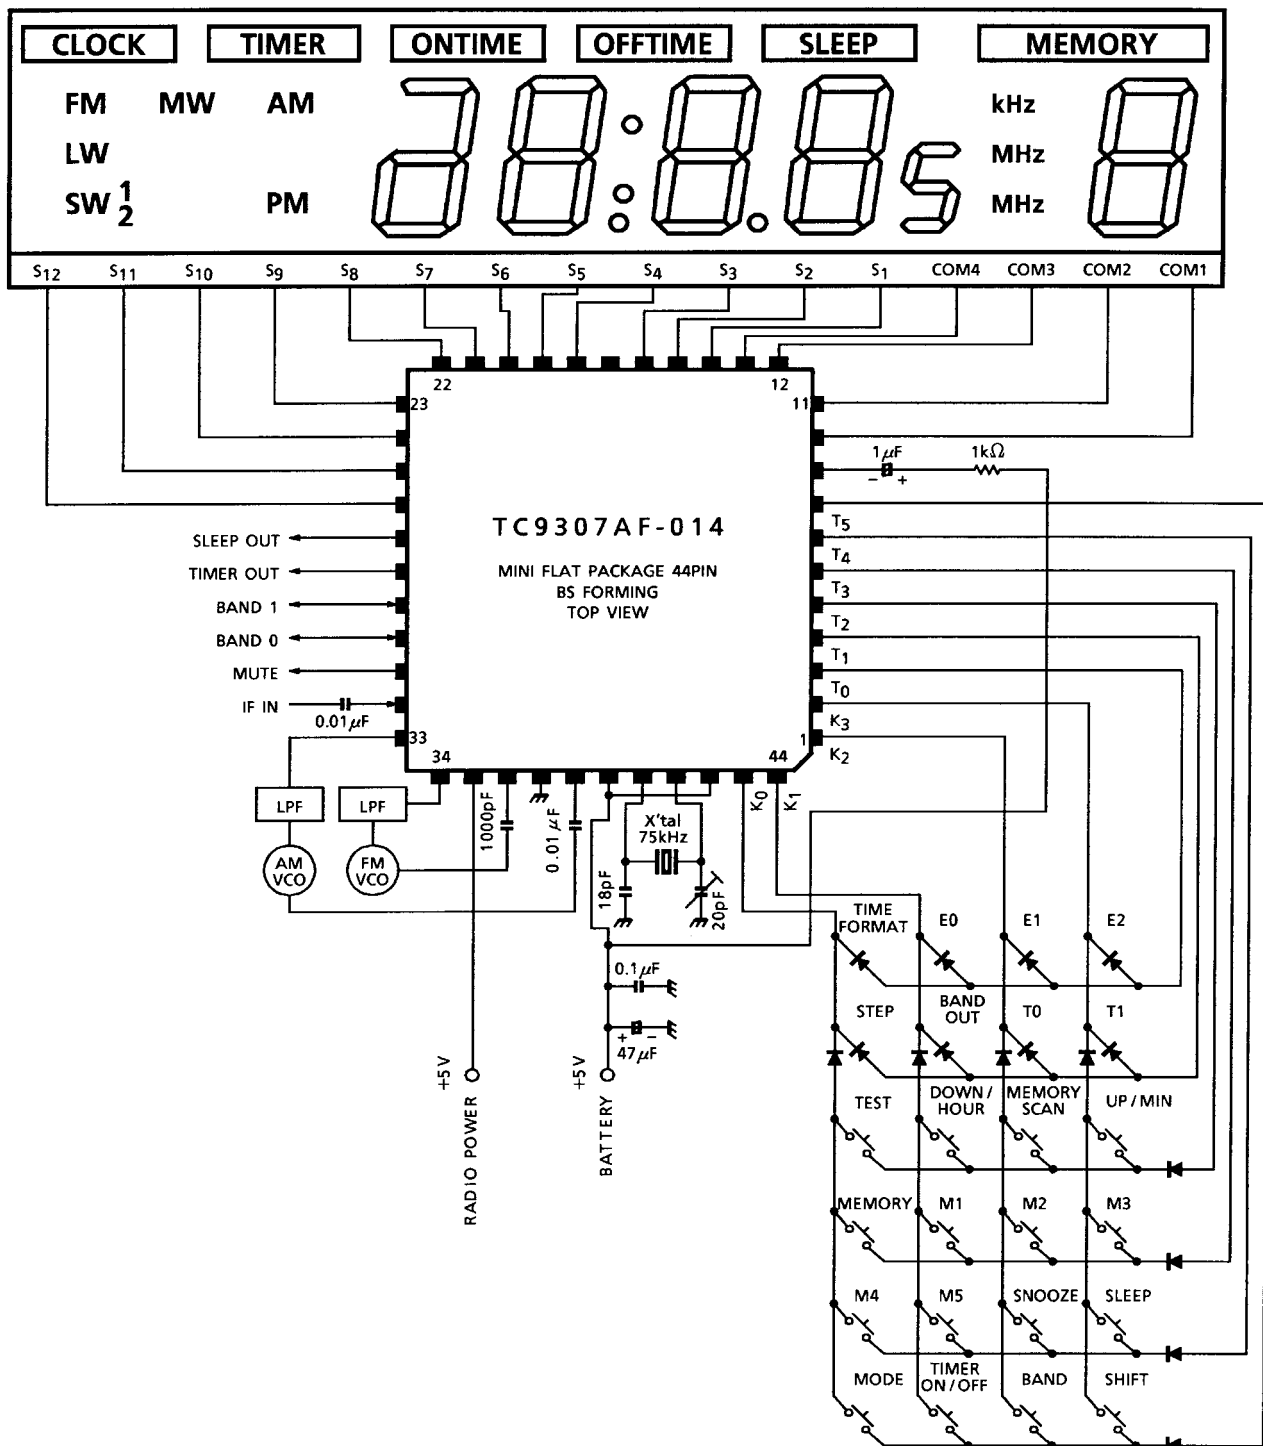 CLOCK TIMER ONTIME OFFTIME SLEEP MEMORY
FM MW AM kHz
LW MHz
SW 1 2 PM MHz
S12 S11 S10 S9 S8 S7 S6 S5 S4 S3 S2 S1 COM4 COM3 COM2 COM1
22 12
23 11
1μF 1kΩ
- +
TC9307AF-014
MINI FLAT PACKAGE 44PIN
BS FORMING
TOP VIEW
SLEEP OUT
TIMER OUT
BAND 1
BAND 0
MUTE
IF IN
0.01μF
T5
T4
T3
T2
T1
T0
K3
K2
33 1
34 44
K0 K1
LPF LPF
AM VCO
FM VCO
1000pF
0.01μF
X'tal
75kHz
18pF
20pF
0.1μF
+ -
47μF
+5V
RADIO POWER
+5V
BATTERY
TIME FORMAT E0 E1 E2
STEP BAND OUT T0 T1
TEST DOWN/HOUR MEMORY SCAN UP/MIN
MEMORY M1 M2 M3
M4 M5 SNOOZE SLEEP
MODE TIMER ON/OFF BAND SHIFT